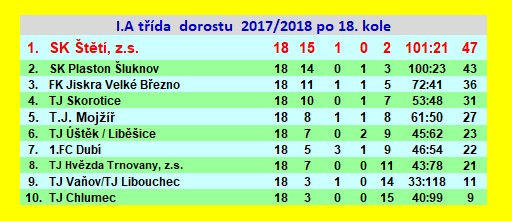 I.A třída dorostu 2017/2018 po 18. kole
1. SK Štětí, z.s. 18 15 1 0 2 101:21 47
2. SK Plaston Šluknov 18 14 0 1 3 100:23 43
3. FK Jiskra Velké Březno 18 11 1 1 5 72:41 36
4. TJ Skorotice 18 10 0 1 7 53:48 31
5. T.J. Mojžíř 18 8 1 1 8 61:50 27
6. TJ Úštěk / Liběšice 18 7 0 2 9 45:62 23
7. 1.FC Dubí 18 5 3 1 9 46:54 22
8. TJ Hvězda Trnovany, z.s. 18 7 0 0 11 43:78 21
9. TJ Vaňov/TJ Libouchec 18 3 1 0 14 33:118 11
10. TJ Chlumec 18 3 0 0 15 40:99 9